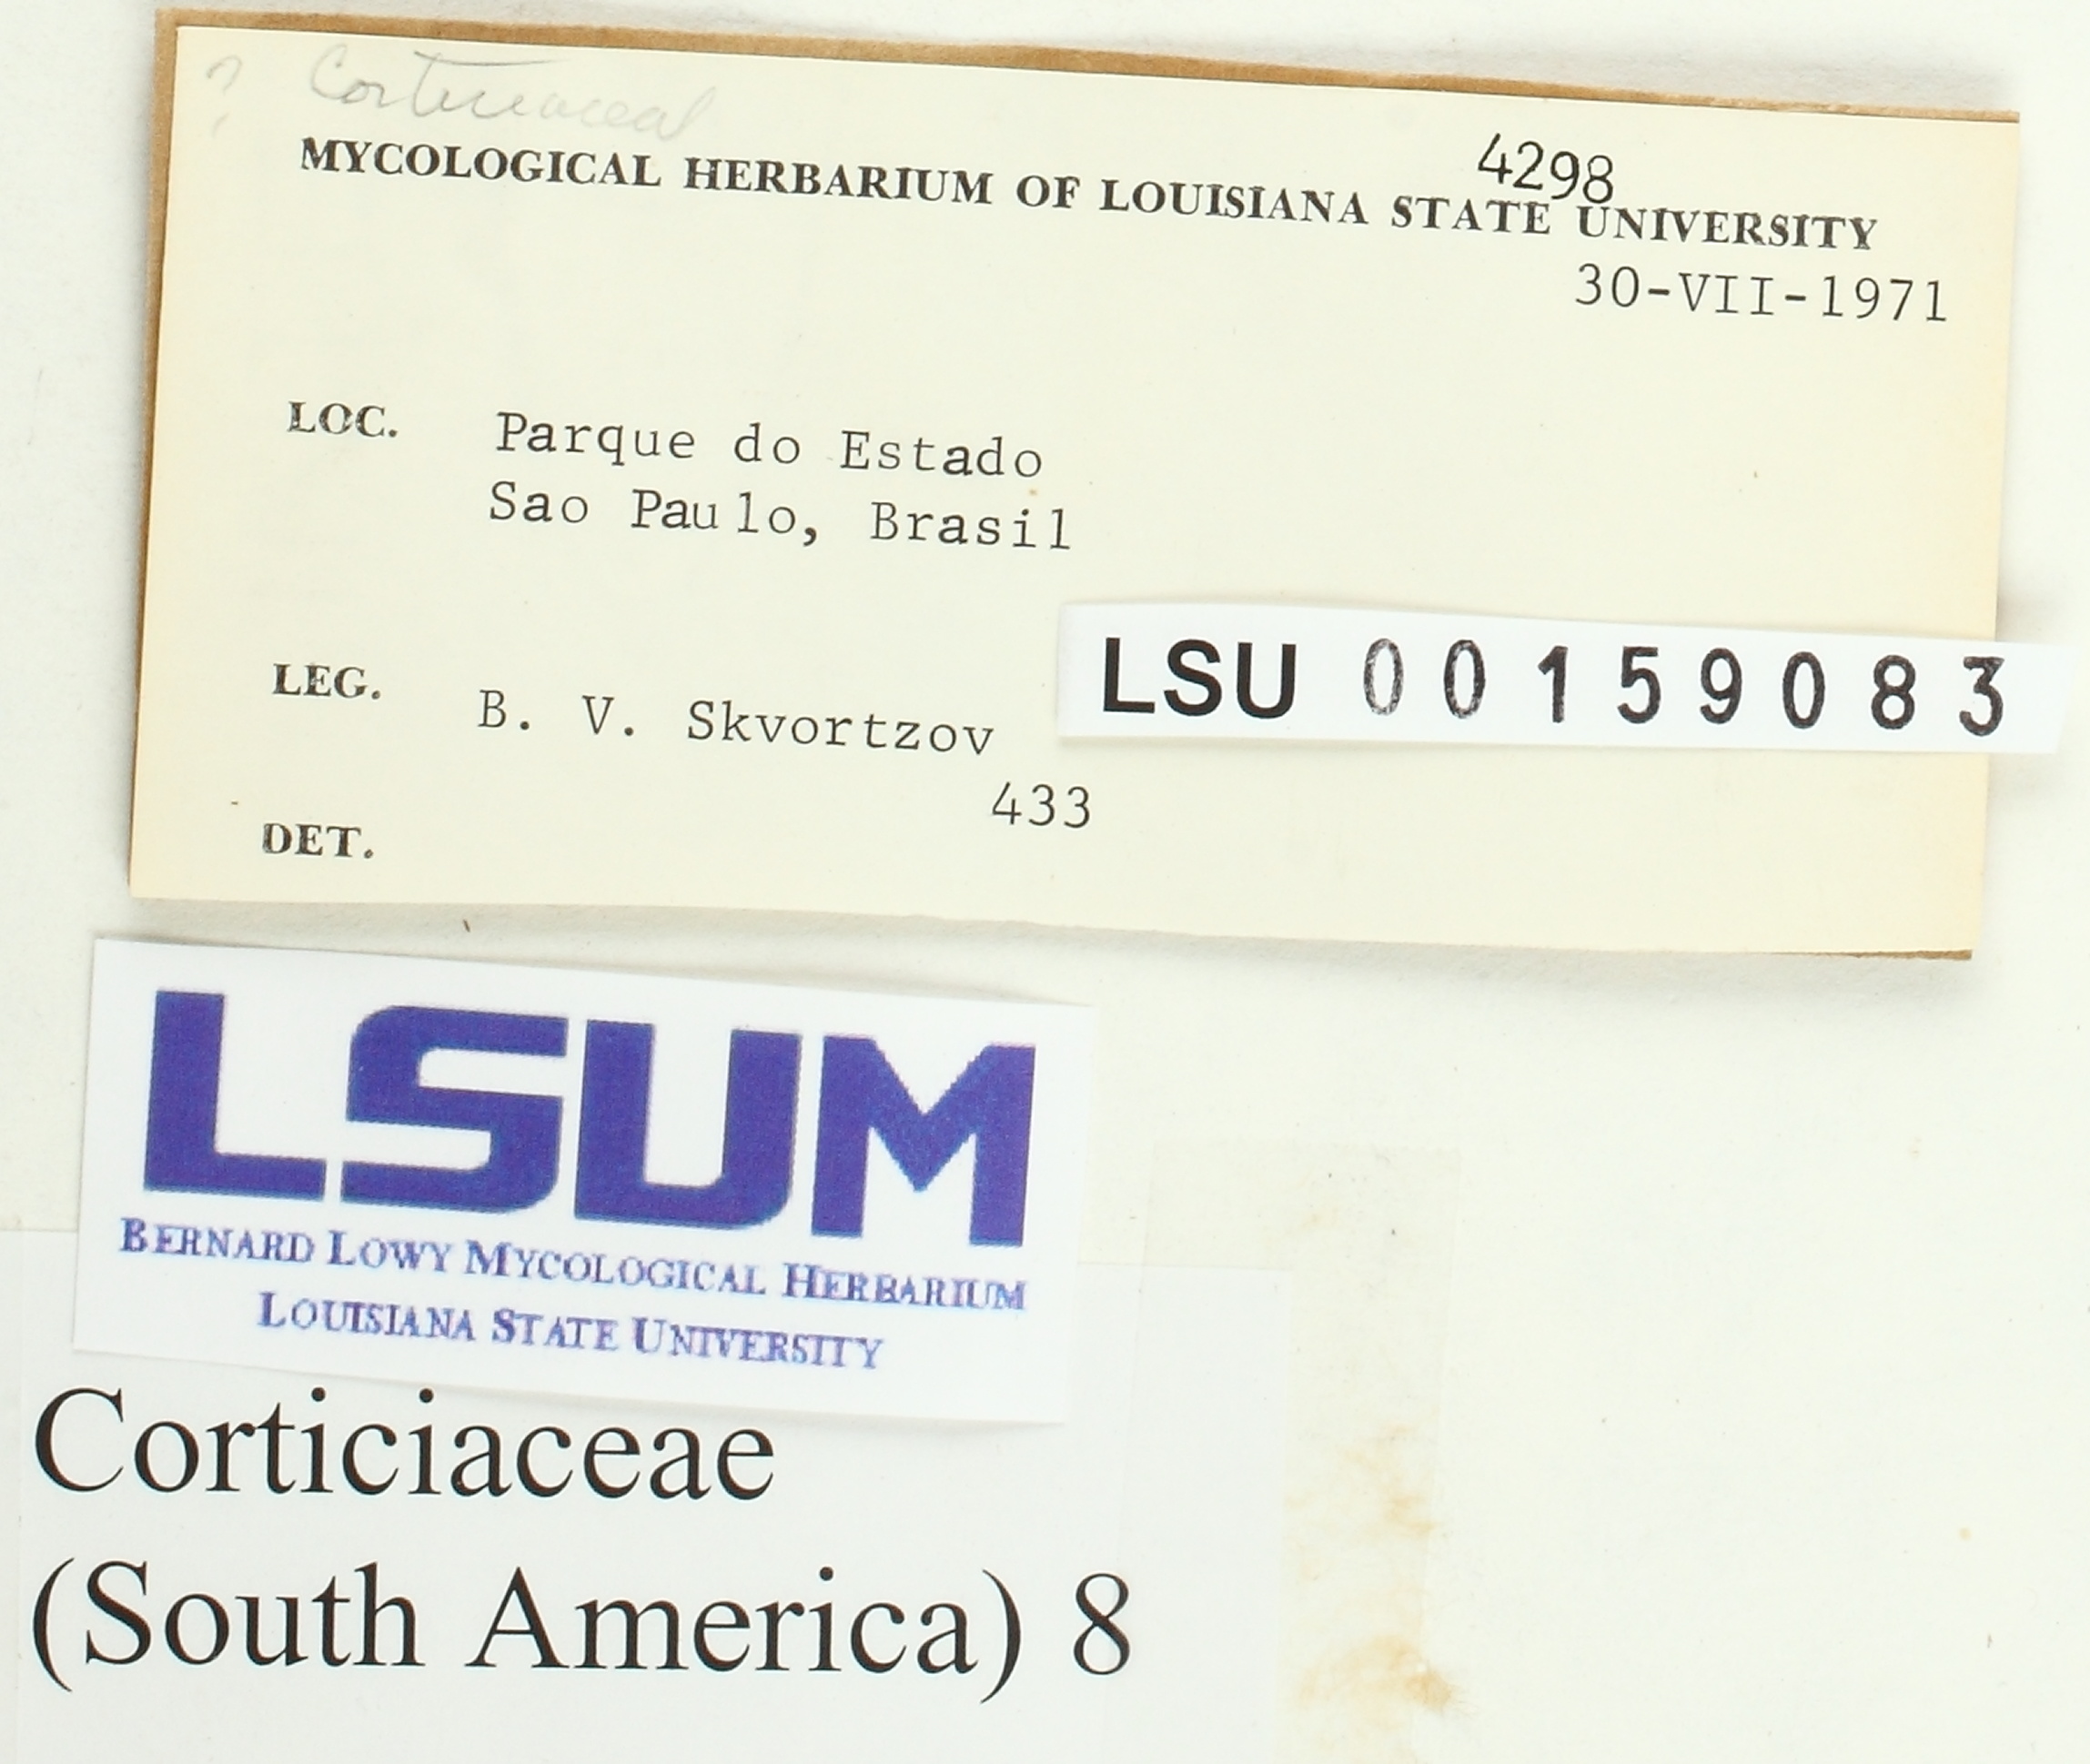 ? Corticiaceae
4298
MYCOLOGICAL HERBARIUM OF LOUISIANA STATE UNIVERSITY
30-VII-1971
LOC. Parque do Estado
Sao Paulo, Brasil
LSU 00159083
LEG. B. V. Skvortzov
433
DET.
LSUM
BERNARD LOWY MYCOLOGICAL HERBARIUM
LOUISIANA STATE UNIVERSITY
Corticiaceae
(South America) 8